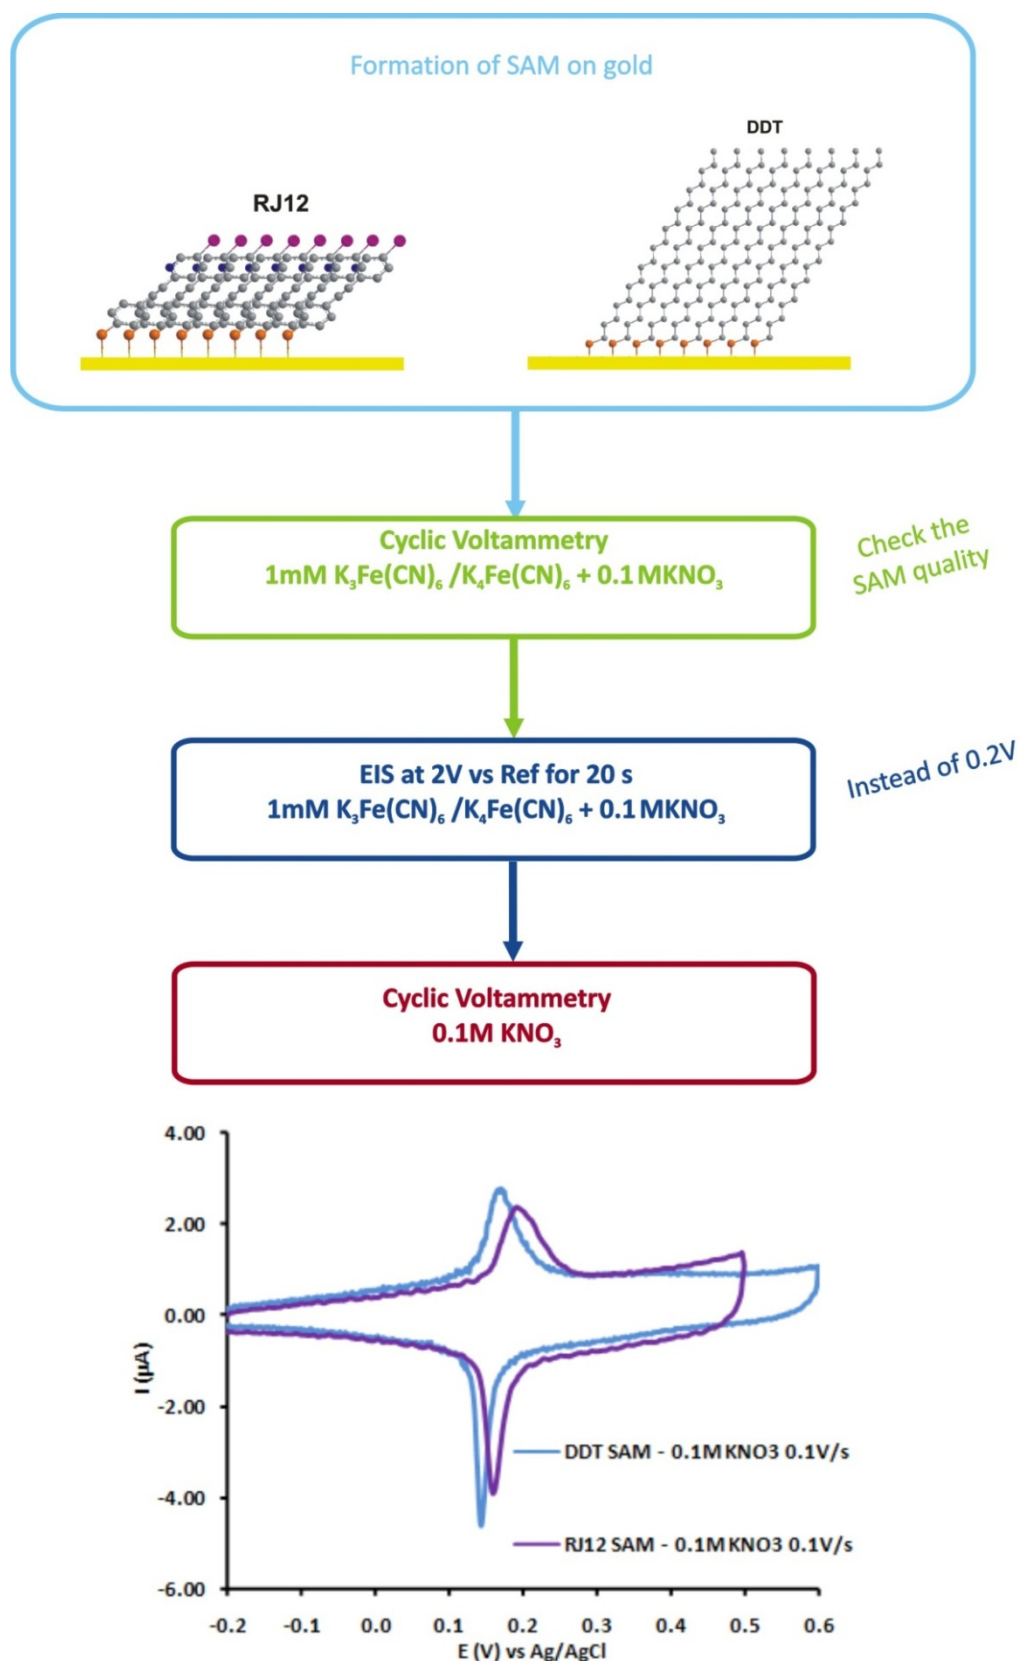 Formation of SAM on gold
DDT
RJ12
Cyclic Voltammetry
1mM K₃Fe(CN)₆ /K₄Fe(CN)₆ + 0.1 MKNO₃
Check the
SAM quality
EIS at 2V vs Ref for 20 s
1mM K₃Fe(CN)₆ /K₄Fe(CN)₆ + 0.1 MKNO₃
Instead of 0.2V
Cyclic Voltammetry
0.1M KNO₃
4.00
2.00
0.00
-2.00
-4.00
-6.00
I (µA)
DDT SAM - 0.1M KNO3 0.1V/s
RJ12 SAM - 0.1M KNO3 0.1V/s
-0.2 -0.1 0.0 0.1 0.2 0.3 0.4 0.5 0.6
E (V) vs Ag/AgCl